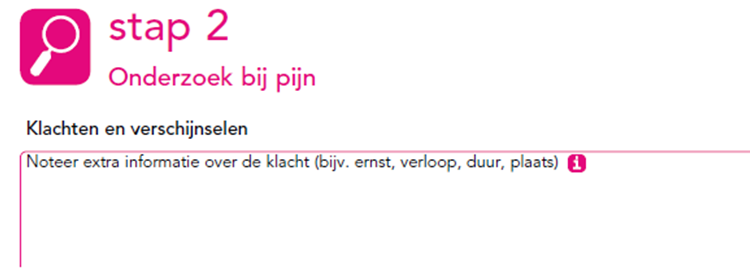 stap 2
Onderzoek bij pijn
Klachten en verschijnselen
Noteer extra informatie over de klacht (bijv. ernst, verloop, duur, plaats) i